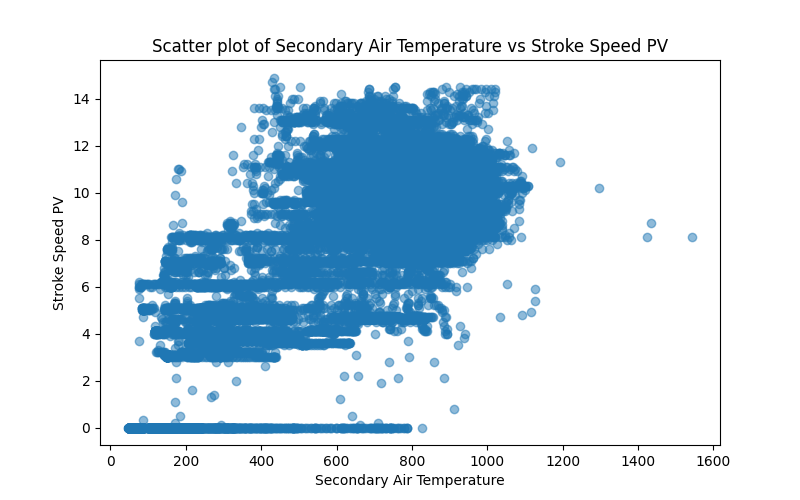 Scatter plot of Secondary Air Temperature vs Stroke Speed PV
14
12
10
8
6
4
2
0
Stroke Speed PV
0 200 400 600 800 1000 1200 1400 1600
Secondary Air Temperature